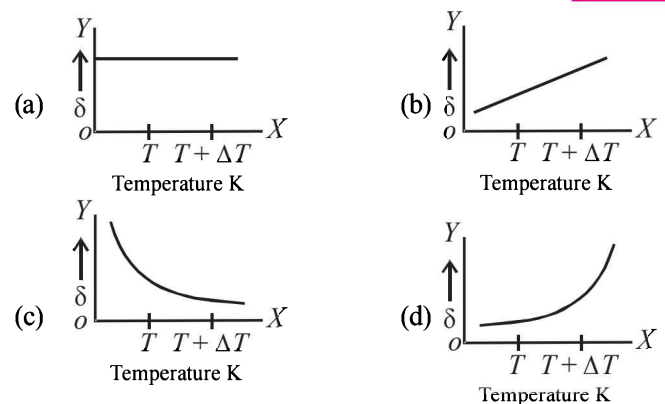 (a)
Y
δ
o
X
T T + ΔT
Temperature K
(b)
Y
δ
o
X
T T + ΔT
Temperature K
(c)
Y
δ
o
X
T T + ΔT
Temperature K
(d)
Y
δ
o
X
T T + ΔT
Temperature K